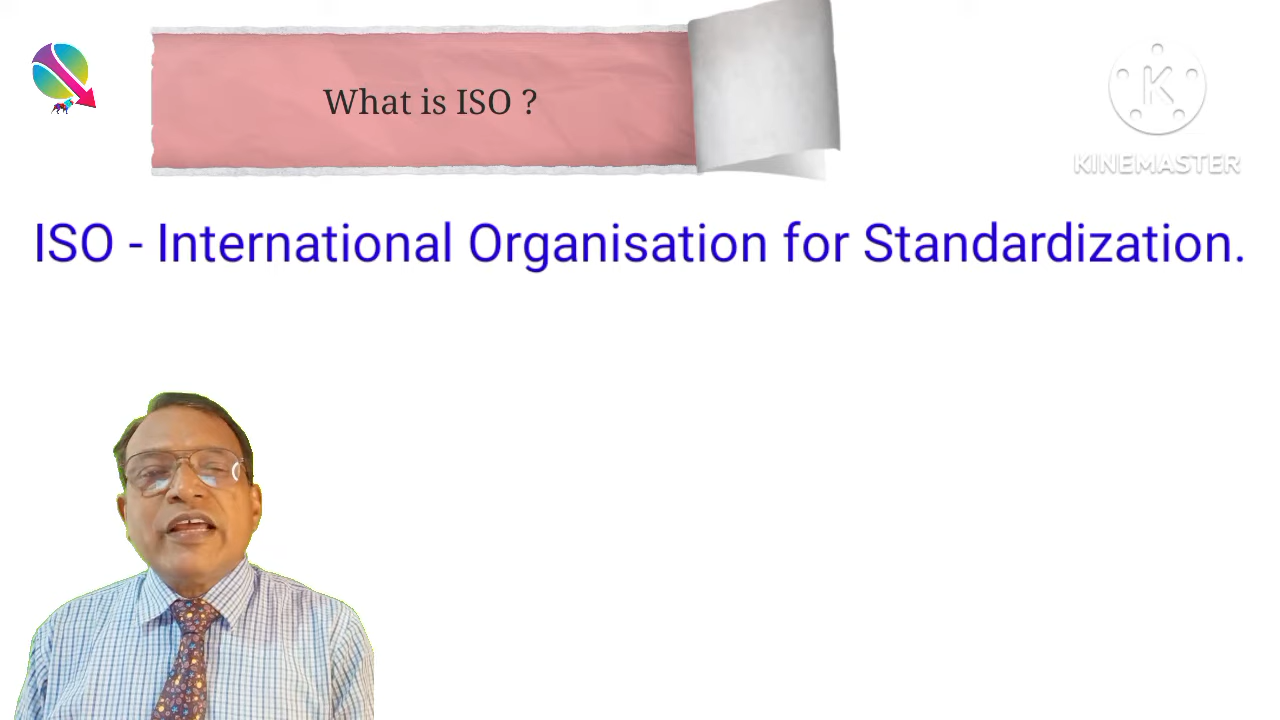 What is ISO ?
K
KINEMASTER
ISO - International Organisation for Standardization.